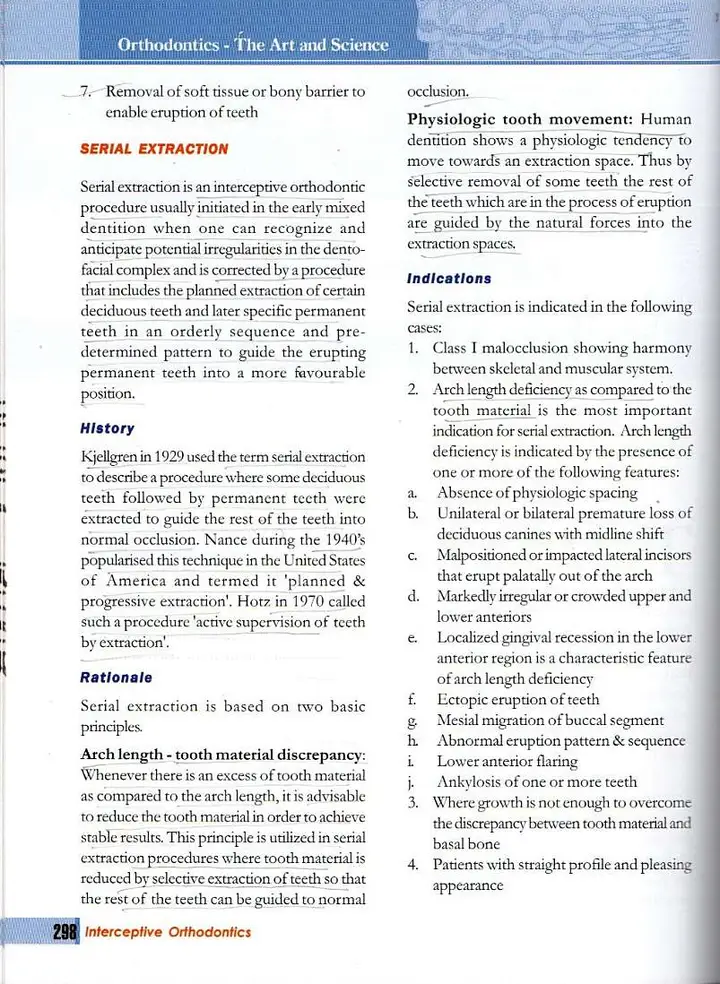 Orthodontics - The Art and Science
7. Removal of soft tissue or bony barrier to
enable eruption of teeth
SERIAL EXTRACTION
Serial extraction is an interceptive orthodontic
procedure usually initiated in the early mixed
dentition when one can recognize and
anticipate potential irregularities in the dento-
facial complex and is corrected by a procedure
that includes the planned extraction of certain
deciduous teeth and later specific permanent
teeth in an orderly sequence and pre-
determined pattern to guide the erupting
permanent teeth into a more favourable
position.
History
Kjellgren in 1929 used the term serial extraction
to describe a procedure where some deciduous
teeth followed by permanent teeth were
extracted to guide the rest of the teeth into
normal occlusion. Nance during the 1940's
popularised this technique in the United States
of America and termed it 'planned &
progressive extraction'. Hotz in 1970 called
such a procedure 'active supervision of teeth
by extraction'.
Rationale
Serial extraction is based on two basic
principles.
Arch length - tooth material discrepancy:
Whenever there is an excess of tooth material
as compared to the arch length, it is advisable
to reduce the tooth material in order to achieve
stable results. This principle is utilized in serial
extraction procedures where tooth material is
reduced by selective extraction of teeth so that
the rest of the teeth can be guided to normal
occlusion.
Physiologic tooth movement: Human
dentition shows a physiologic tendency to
move towards an extraction space. Thus by
selective removal of some teeth the rest of
the teeth which are in the process of eruption
are guided by the natural forces into the
extraction spaces.
Indications
Serial extraction is indicated in the following
cases:
1. Class I malocclusion showing harmony
between skeletal and muscular system.
2. Arch length deficiency as compared to the
tooth material is the most important
indication for serial extraction. Arch length
deficiency is indicated by the presence of
one or more of the following features:
a. Absence of physiologic spacing
b. Unilateral or bilateral premature loss of
deciduous canines with midline shift
c. Malpositioned or impacted lateral incisors
that erupt palatally out of the arch
d. Markedly irregular or crowded upper and
lower anteriors
e. Localized gingival recession in the lower
anterior region is a characteristic feature
of arch length deficiency
f. Ectopic eruption of teeth
g. Mesial migration of buccal segment
h. Abnormal eruption pattern & sequence
i. Lower anterior flaring
j. Ankylosis of one or more teeth
3. Where growth is not enough to overcome
the discrepancy between tooth material and
basal bone
4. Patients with straight profile and pleasing
appearance
298 Interceptive Orthodontics